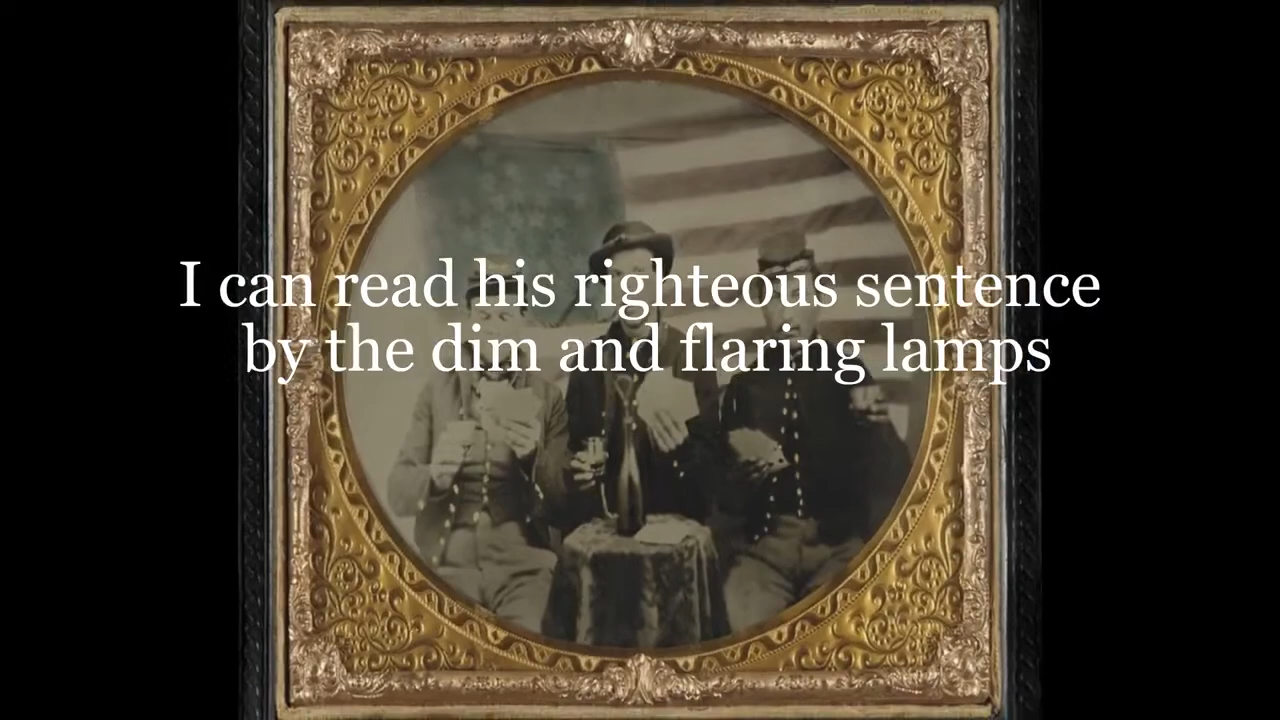 I can read his righteous sentence
by the dim and flaring lamps